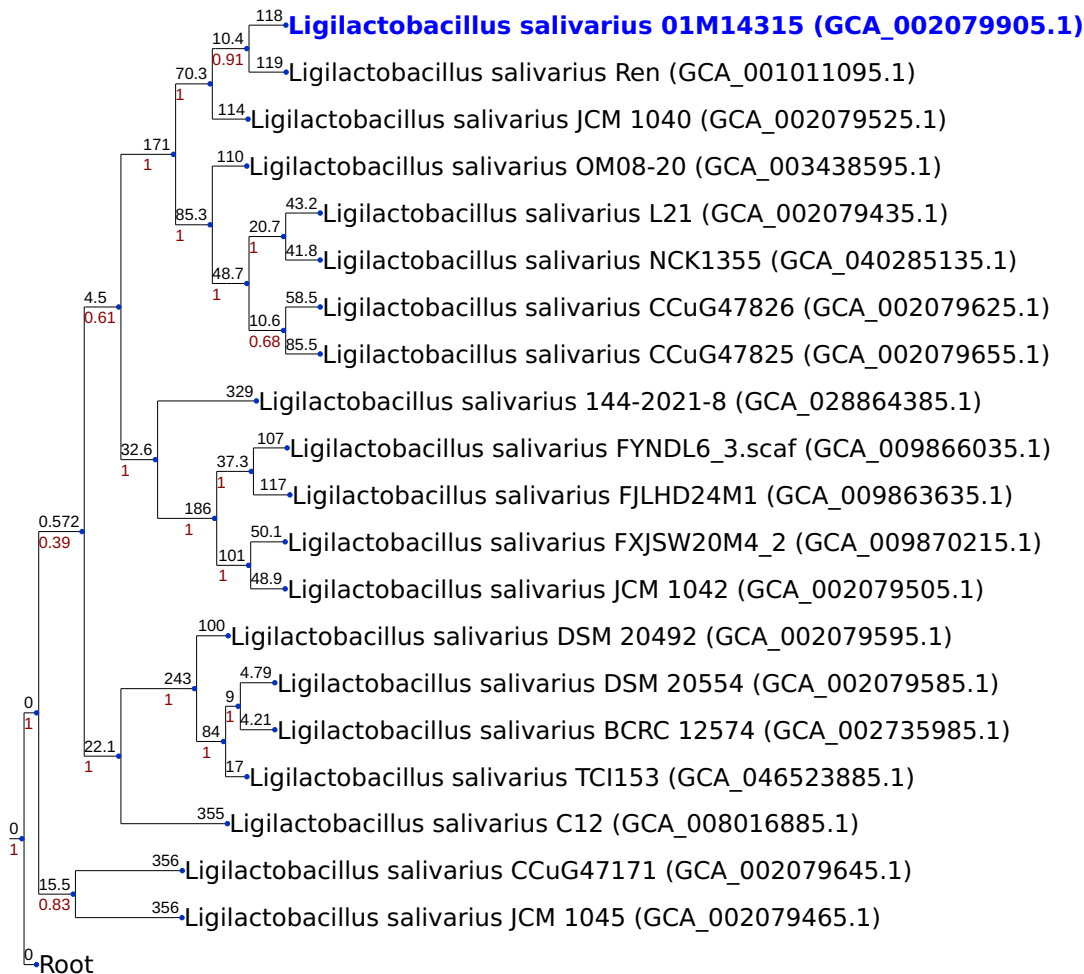 118
Ligilactobacillus salivarius 01M14315 (GCA_002079905.1)
10.4
0.91
119
Ligilactobacillus salivarius Ren (GCA_001011095.1)
70.3
1
114
Ligilactobacillus salivarius JCM 1040 (GCA_002079525.1)
171
1
110
Ligilactobacillus salivarius OM08-20 (GCA_003438595.1)
85.3
1
43.2
Ligilactobacillus salivarius L21 (GCA_002079435.1)
20.7
1
41.8
Ligilactobacillus salivarius NCK1355 (GCA_040285135.1)
48.7
1
58.5
Ligilactobacillus salivarius CCuG47826 (GCA_002079625.1)
10.6
0.68
85.5
Ligilactobacillus salivarius CCuG47825 (GCA_002079655.1)
4.5
0.61
329
Ligilactobacillus salivarius 144-2021-8 (GCA_028864385.1)
32.6
1
107
Ligilactobacillus salivarius FYNDL6_3.scaf (GCA_009866035.1)
37.3
1
117
Ligilactobacillus salivarius FJLHD24M1 (GCA_009863635.1)
186
1
50.1
Ligilactobacillus salivarius FXJSW20M4_2 (GCA_009870215.1)
101
1
48.9
Ligilactobacillus salivarius JCM 1042 (GCA_002079505.1)
0.572
0.39
100
Ligilactobacillus salivarius DSM 20492 (GCA_002079595.1)
243
1
4.79
Ligilactobacillus salivarius DSM 20554 (GCA_002079585.1)
9
1
4.21
Ligilactobacillus salivarius BCRC 12574 (GCA_002735985.1)
84
1
17
Ligilactobacillus salivarius TCI153 (GCA_046523885.1)
22.1
1
355
Ligilactobacillus salivarius C12 (GCA_008016885.1)
0
1
356
Ligilactobacillus salivarius CCuG47171 (GCA_002079645.1)
15.5
0.83
356
Ligilactobacillus salivarius JCM 1045 (GCA_002079465.1)
0
1
0
Root